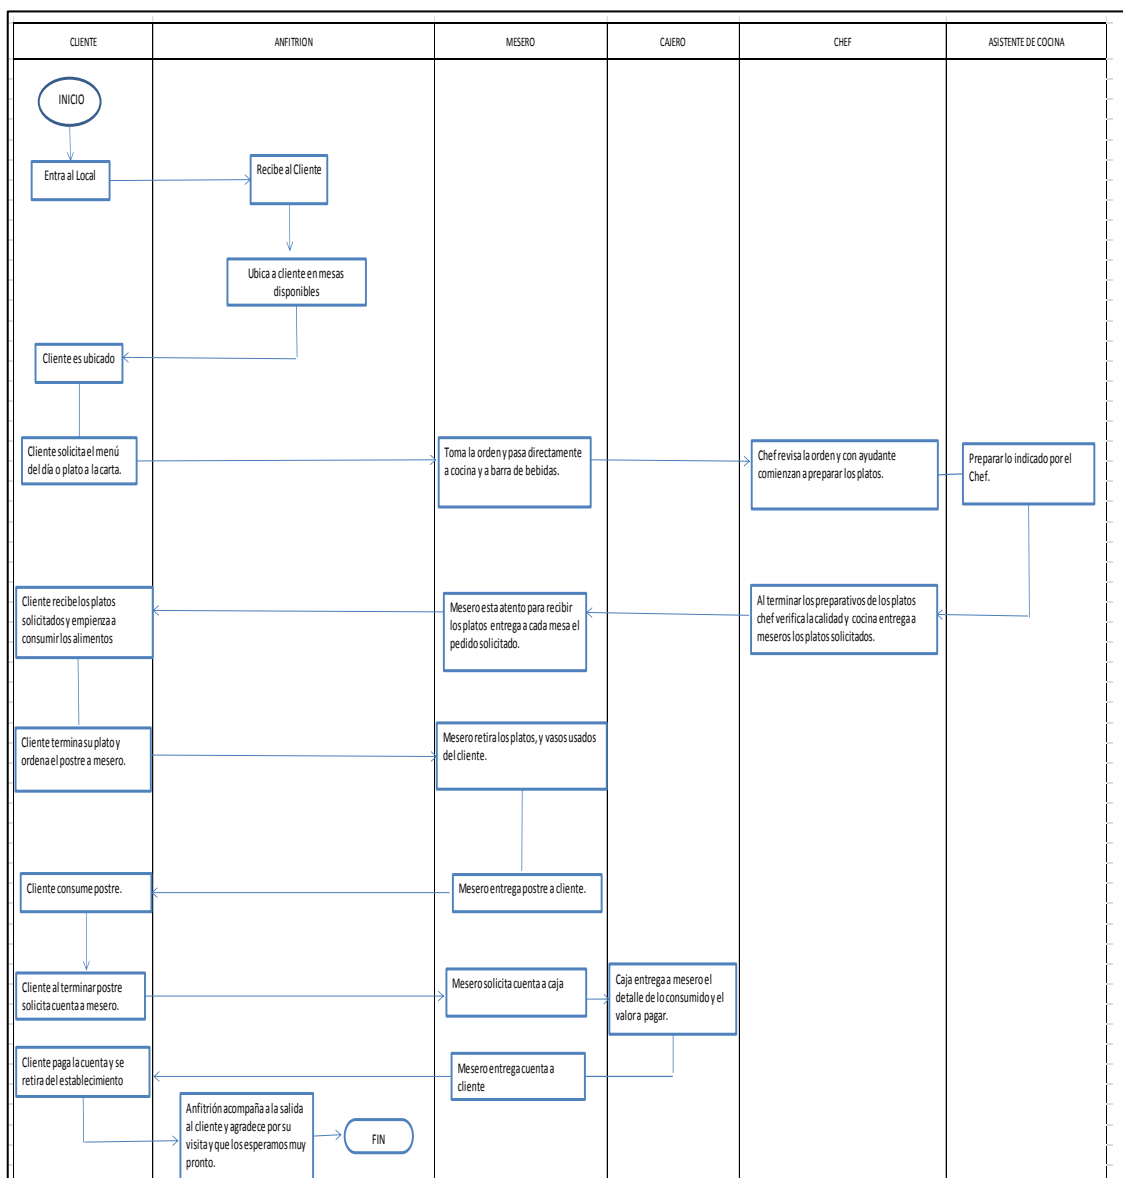 CLIENTE
ANFITRION
MESERO
CAJERO
CHEF
ASISTENTE DE COCINA
INICIO
Entra al Local
Recibe al Cliente
Ubica a cliente en mesas
disponibles
Cliente es ubicado
Cliente solicita el menú
del día o plato a la carta.
Toma la orden y pasa directamente
a cocina y a barra de bebidas.
Chef revisa la orden y con ayudante
comienzan a preparar los platos.
Preparar lo indicado por el
Chef.
Cliente recibe los platos
solicitados y empieza a
consumir los alimentos
Mesero esta atento para recibir
los platos entrega a cada mesa el
pedido solicitado.
Al terminar los preparativos de los platos
chef verifica la calidad y cocina entrega a
meseros los platos solicitados.
Cliente termina su plato y
ordena el postre a mesero.
Mesero retira los platos, y vasos usados
del cliente.
Cliente consume postre.
Mesero entrega postre a cliente.
Cliente al terminar postre
solicita cuenta a mesero.
Mesero solicita cuenta a caja
Caja entrega a mesero el
detalle de lo consumido y el
valor a pagar.
Cliente paga la cuenta y se
retira del establecimiento
Mesero entrega cuenta a
cliente
Anfitrión acompaña a la salida
al cliente y agradece por su
visita y que los esperamos muy
pronto.
FIN